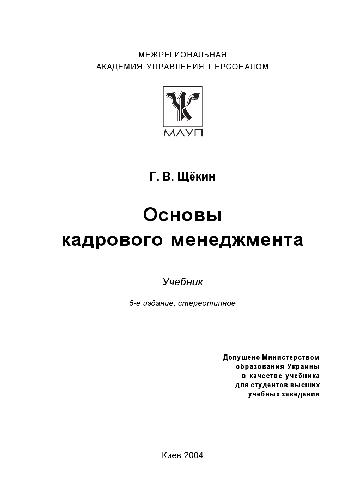 МЕЖРЕГИОНАЛЬНАЯ
АКАДЕМИЯ УПРАВЛЕНИЯ ПЕРСОНАЛОМ
МАУП
Г. В. Щёкин
Основы
кадрового менеджмента
Учебник
5-е издание, стереотипное
Допущено Министерством
образования Украины
в качестве учебника
для студентов высших
учебных заведений
Киев 2004